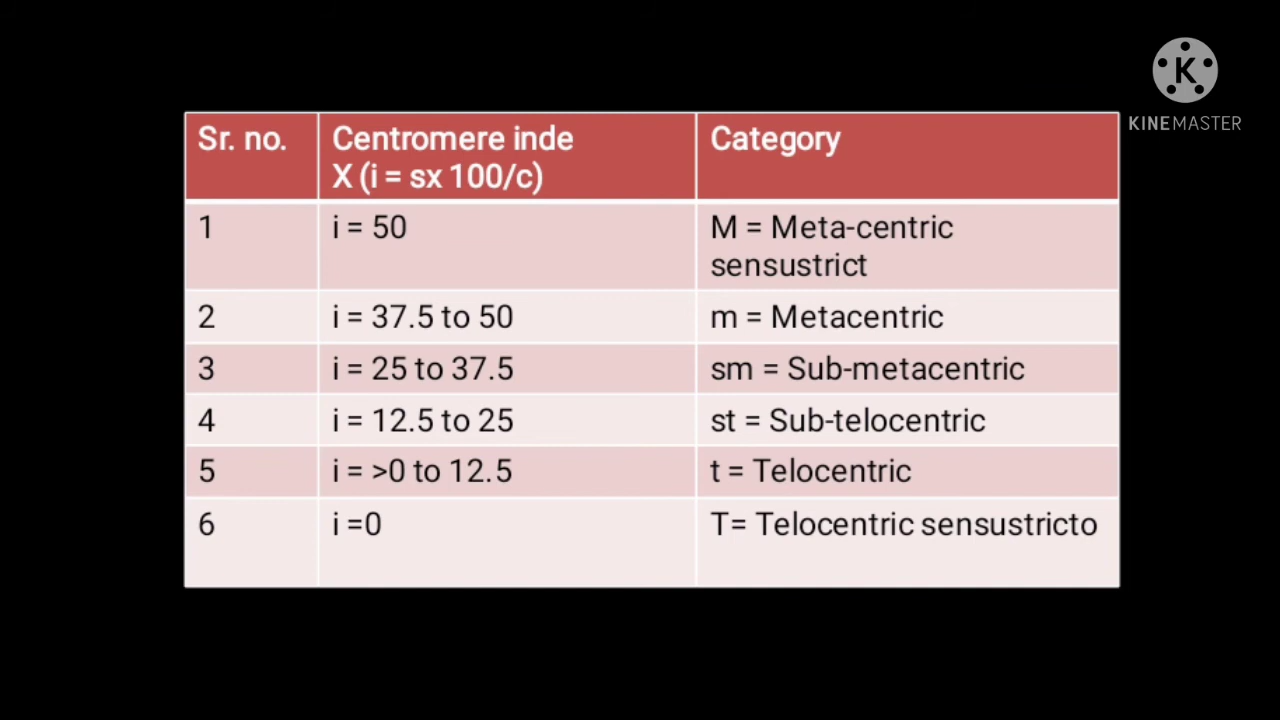 KINEMASTER
Sr. no. Centromere inde Category
X (i = sx 100/c)
1 i = 50 M = Meta-centric
sensustrict
2 i = 37.5 to 50 m = Metacentric
3 i = 25 to 37.5 sm = Sub-metacentric
4 i = 12.5 to 25 st = Sub-telocentric
5 i = >0 to 12.5 t = Telocentric
6 i =0 T= Telocentric sensustricto